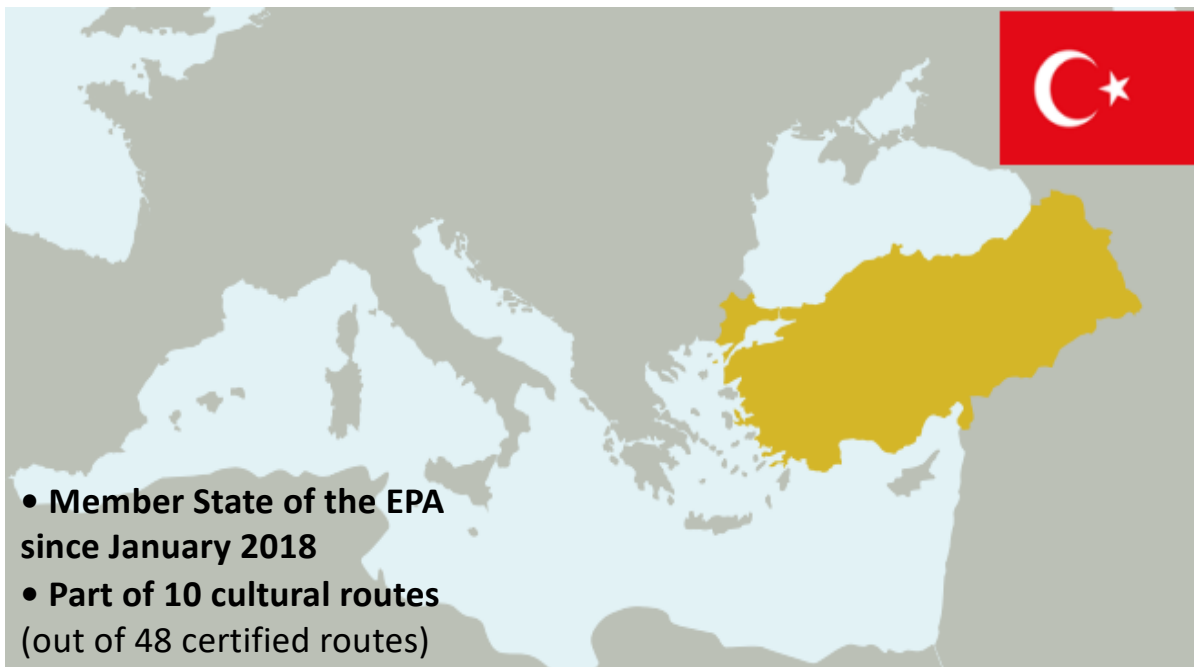 • Member State of the EPA
since January 2018
• Part of 10 cultural routes
(out of 48 certified routes)